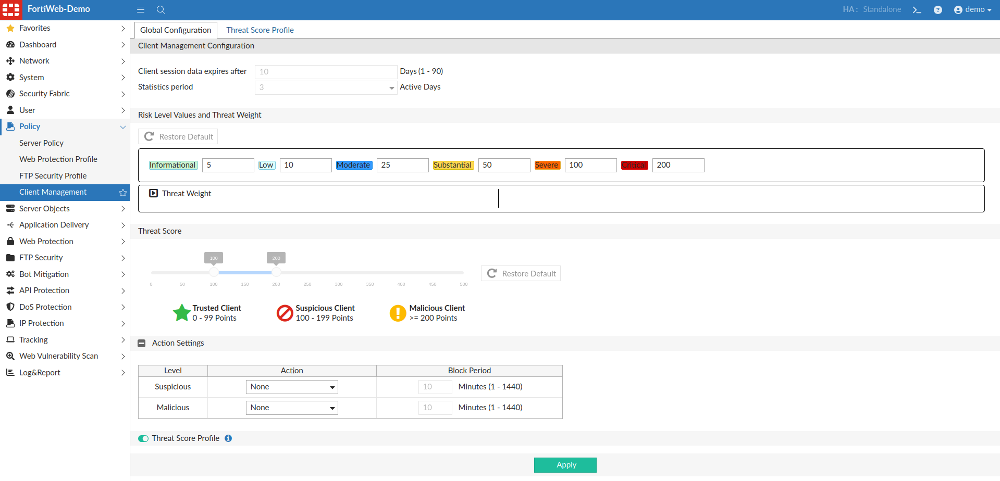 FortiWeb-Demo
HA: Standalone
demo
Favorites
Dashboard
Network
System
Security Fabric
User
Policy
Server Policy
Web Protection Profile
FTP Security Profile
Client Management
Server Objects
Application Delivery
Web Protection
FTP Security
Bot Mitigation
API Protection
DoS Protection
IP Protection
Tracking
Web Vulnerability Scan
Log&Report
Global Configuration Threat Score Profile
Client Management Configuration
Client session data expires after 10 Days (1 - 90)
Statistics period 3 Active Days
Risk Level Values and Threat Weight
Restore Default
Informational 5 Low 10 Moderate 25 Substantial 50 Severe 100 Critical 200
Threat Weight
Threat Score
100 200
0 50 100 150 200 250 300 350 400 450 500
Restore Default
Trusted Client
0 - 99 Points
Suspicious Client
100 - 199 Points
Malicious Client
>= 200 Points
Action Settings
Level Action Block Period
Suspicious None 10 Minutes (1 - 1440)
Malicious None 10 Minutes (1 - 1440)
Threat Score Profile
Apply